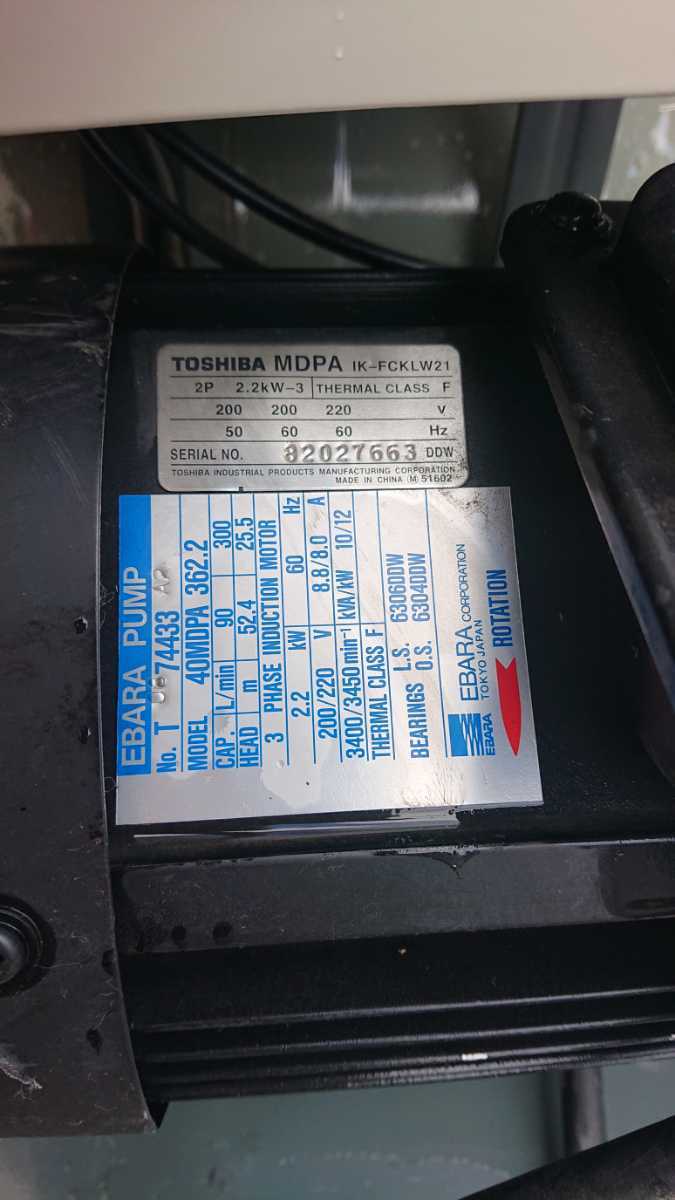 TOSHIBA MDPA IK-FCKLW21
2P 2.2kW-3 THERMAL CLASS F
200 200 220 V
50 60 60 Hz
SERIAL NO. 82027663 DDW
TOSHIBA INDUSTRIAL PRODUCTS MANUFACTURING CORPORATION
MADE IN CHINA Ⓜ 51602
EBARA PUMP
No. T UB74433 AP
MODEL 40MDPA 362.2
CAP. L/min 90 300
HEAD m 52.4 25.5
3 PHASE INDUCTION MOTOR
2.2 kW 60 Hz
200/220 V 8.8/8.0 A
3400/3450 min⁻¹ kVA/kW 10/12
THERMAL CLASS F
BEARINGS L.S. 6306DDW
O.S. 6304DDW
EBARA EBARA CORPORATION
TOKYO JAPAN
ROTATION